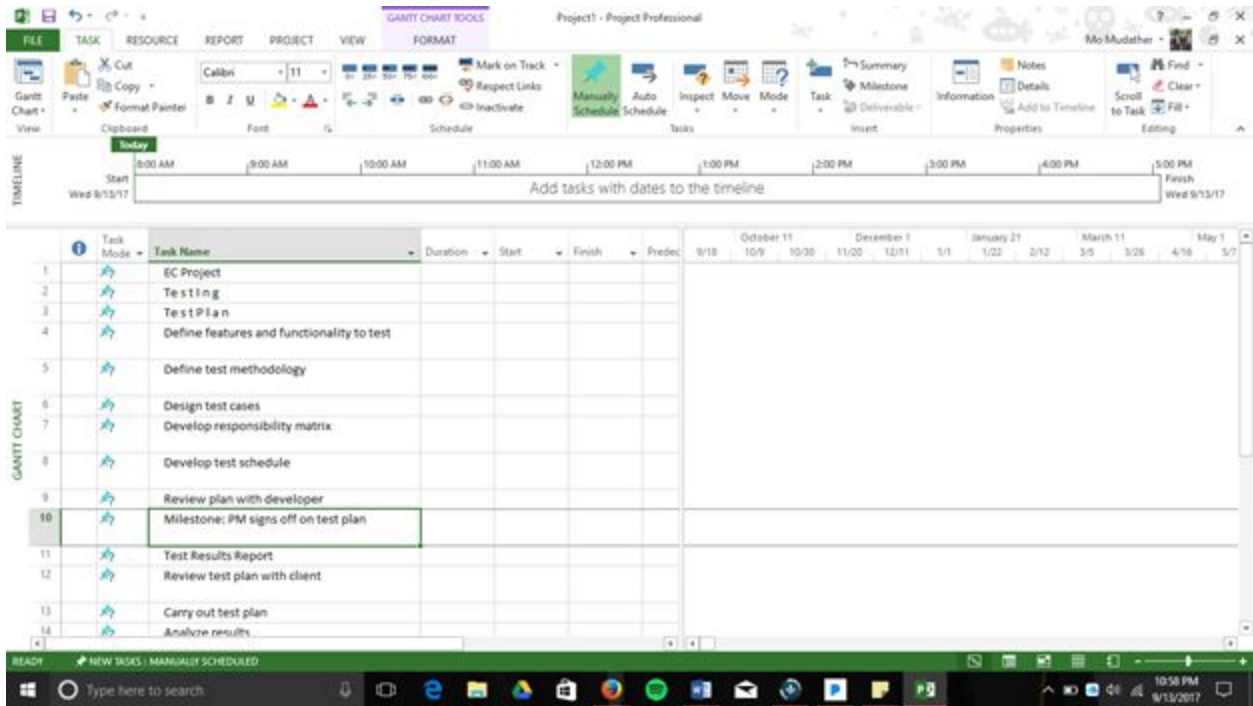 GANTT CHART TOOLS Project1 - Project Professional
FILE TASK RESOURCE REPORT PROJECT VIEW FORMAT Mo Mudather
Gantt Chart
Paste
Cut
Copy
Format Painter
Calibri 11
B I U A
Mark on Track
Respect Links
Inactivate
Manually Schedule
Auto Schedule
Inspect
Move
Mode
Task
Summary
Milestone
Deliverable
Information
Notes
Details
Add to Timeline
Scroll to Task
Find
Clear
Fill
View Clipboard Font Schedule Tasks Insert Properties Editing
Today
TIMELINE
8:00 AM 9:00 AM 10:00 AM 11:00 AM 12:00 PM 1:00 PM 2:00 PM 3:00 PM 4:00 PM 5:00 PM
Start
Wed 9/13/17
Add tasks with dates to the timeline
Finish
Wed 9/13/17
October 11 December 1 January 21 March 11 May 1
Task Mode Task Name Duration Start Finish Predec 9/18 10/9 10/30 11/20 12/11 1/1 1/22 2/12 3/5 3/26 4/16 5/7
GANTT CHART
1 EC Project
2 T e s t I n g
3 T e s t P l a n
4 Define features and functionality to test
5 Define test methodology
6 Design test cases
7 Develop responsibility matrix
8 Develop test schedule
9 Review plan with developer
10 Milestone: PM signs off on test plan
11 Test Results Report
12 Review test plan with client
13 Carry out test plan
14 Analyze results
READY NEW TASKS : MANUALLY SCHEDULED
Type here to search
10:58 PM
9/13/2017